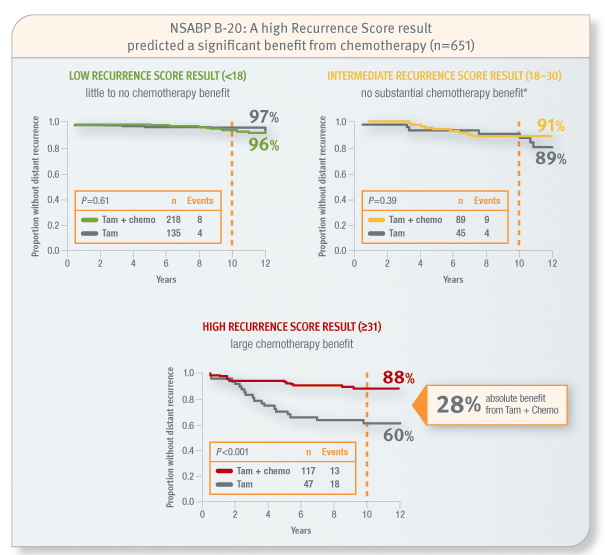 NSABP B-20: A high Recurrence Score result
predicted a significant benefit from chemotherapy (n=651)
LOW RECURRENCE SCORE RESULT (<18)
little to no chemotherapy benefit
Proportion without distant recurrence
1.0
0.8
0.6
0.4
0.2
0.0
97%
96%
P=0.61 n Events
Tam + chemo 218 8
Tam 135 4
0 2 4 6 8 10 12
Years
INTERMEDIATE RECURRENCE SCORE RESULT (18–30)
no substantial chemotherapy benefit*
Proportion without distant recurrence
1.0
0.8
0.6
0.4
0.2
0.0
91%
89%
P=0.39 n Events
Tam + chemo 89 9
Tam 45 4
0 2 4 6 8 10 12
Years
HIGH RECURRENCE SCORE RESULT (≥31)
large chemotherapy benefit
Proportion without distant recurrence
1.0
0.8
0.6
0.4
0.2
0.0
88%
60%
P<0.001 n Events
Tam + chemo 117 13
Tam 47 18
0 2 4 6 8 10 12
Years
28% absolute benefit
from Tam + Chemo